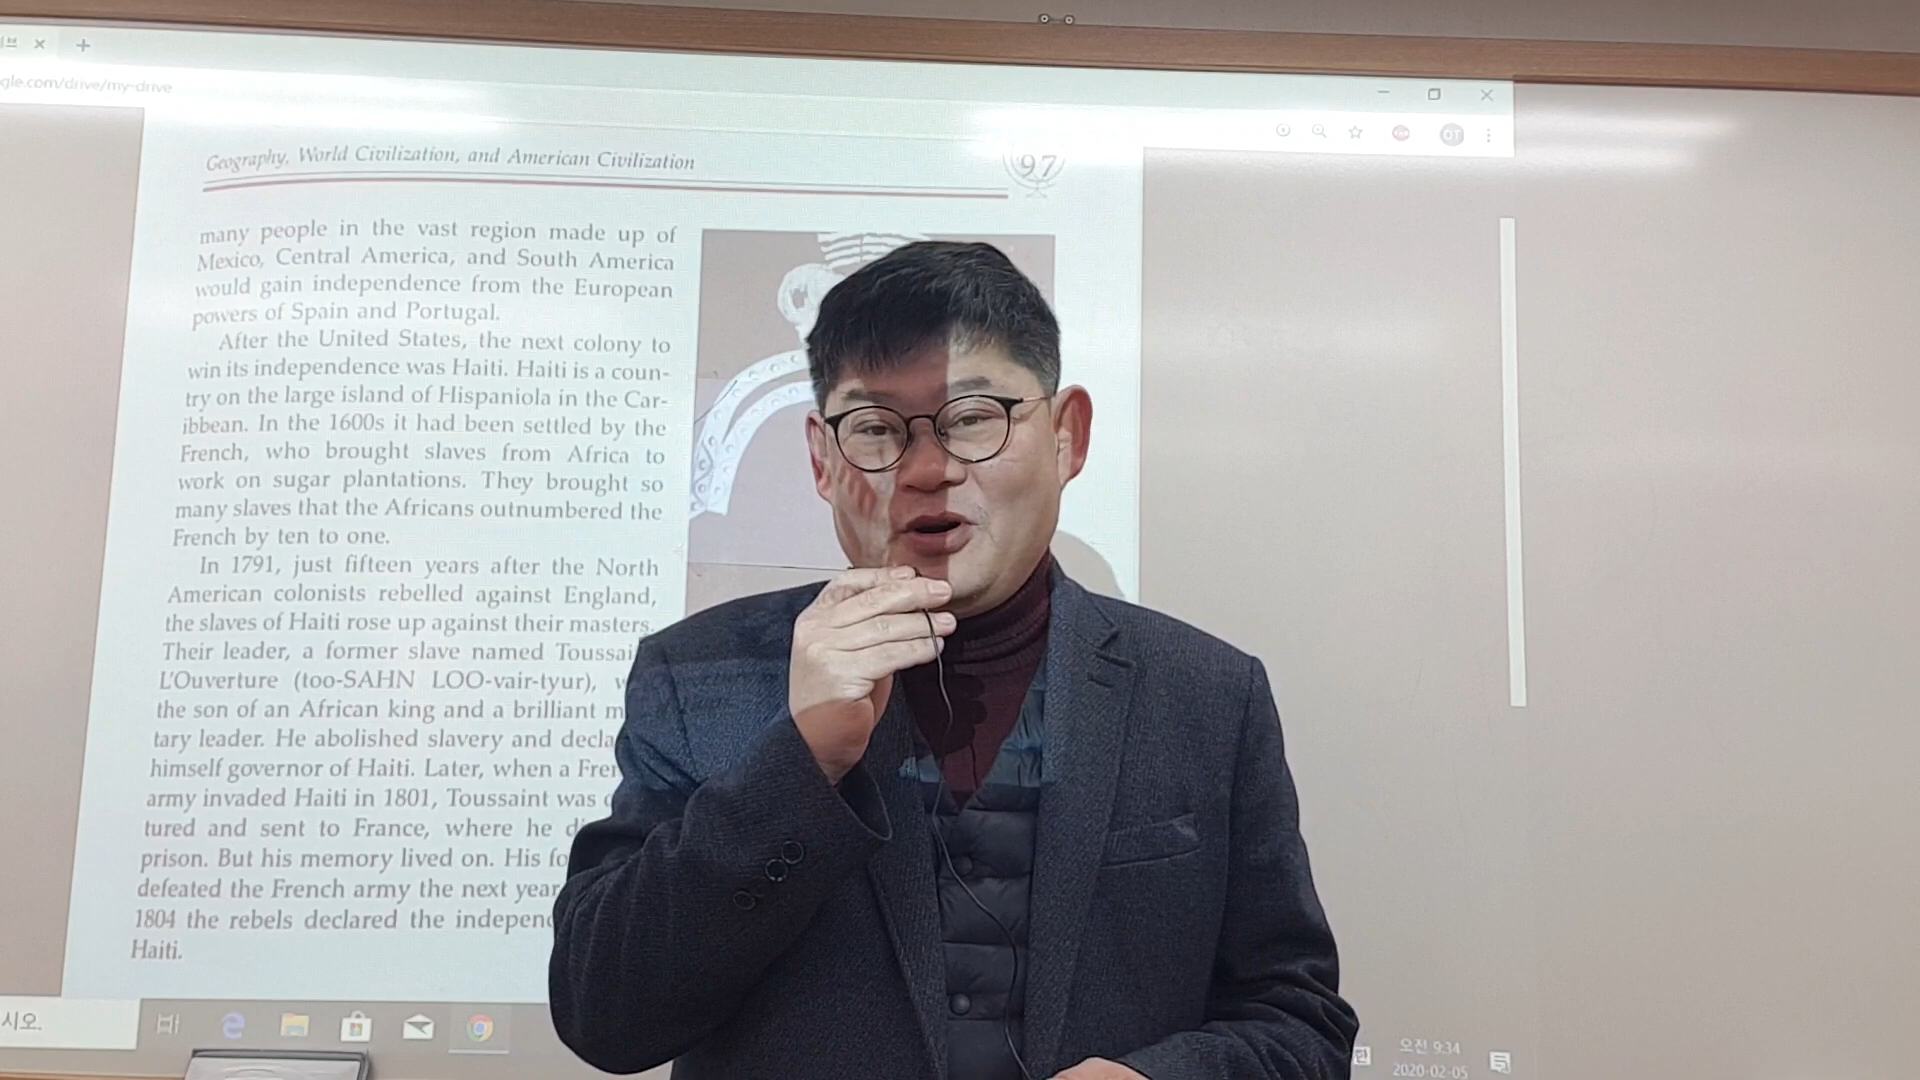 gle.com/drive/my-drive
Geography, World Civilization, and American Civilization
97
many people in the vast region made up of
Mexico, Central America, and South America
would gain independence from the European
powers of Spain and Portugal.
After the United States, the next colony to
win its independence was Haiti. Haiti is a coun-
try on the large island of Hispaniola in the Car-
ibbean. In the 1600s it had been settled by the
French, who brought slaves from Africa to
work on sugar plantations. They brought so
many slaves that the Africans outnumbered the
French by ten to one.
In 1791, just fifteen years after the North
American colonists rebelled against England,
the slaves of Haiti rose up against their masters.
Their leader, a former slave named Toussai
L'Ouverture (too-SAHN LOO-vair-tyur),
the son of an African king and a brilliant m
tary leader. He abolished slavery and decla
himself governor of Haiti. Later, when a Fre
army invaded Haiti in 1801, Toussaint was
tured and sent to France, where he d
prison. But his memory lived on. His fo
defeated the French army the next year
1804 the rebels declared the indepen
Haiti.
시오.
한
오전 9:34
2020-02-05